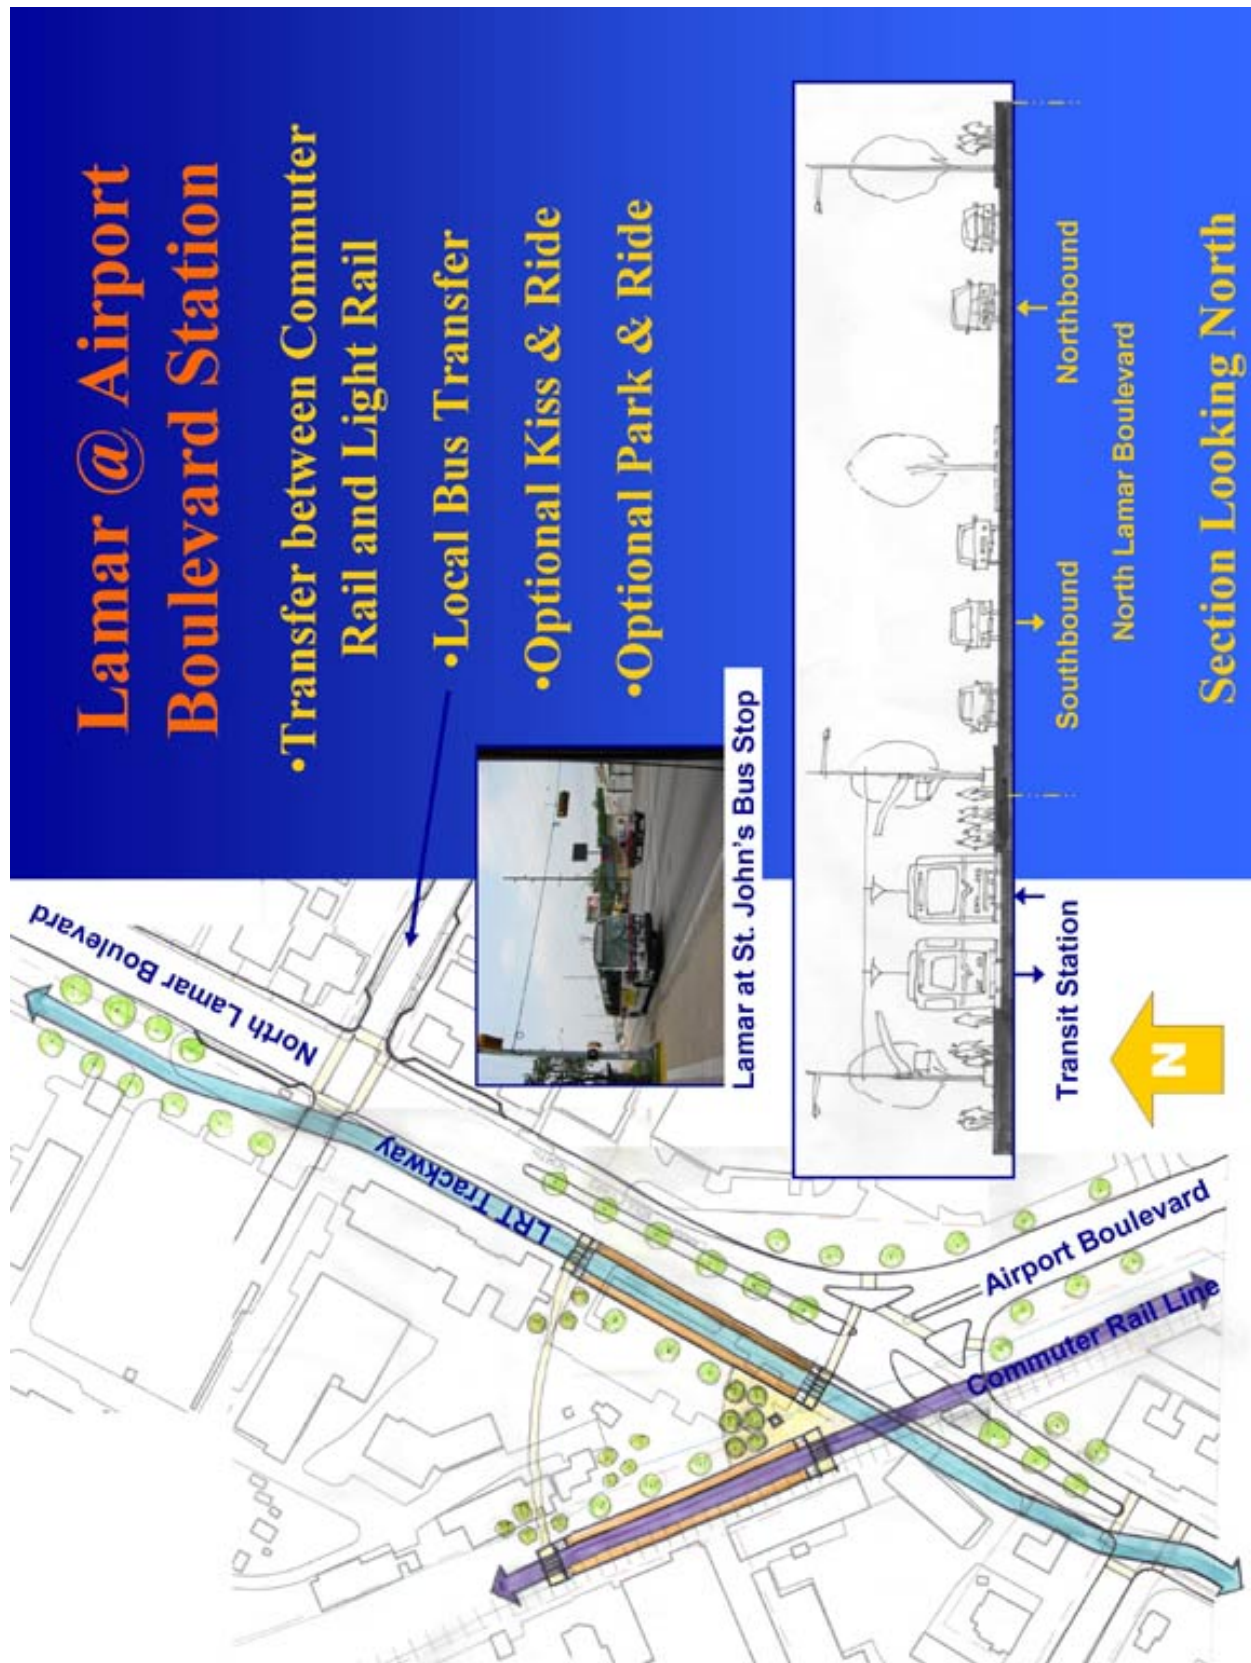 Lamar @ Airport
Boulevard Station
•Transfer between Commuter
Rail and Light Rail
•Local Bus Transfer
•Optional Kiss & Ride
•Optional Park & Ride
North Lamar Boulevard
LRT Trackway
Airport Boulevard
Commuter Rail Line
Lamar at St. John's Bus Stop
Transit Station
Southbound
Northbound
North Lamar Boulevard
N
Section Looking North